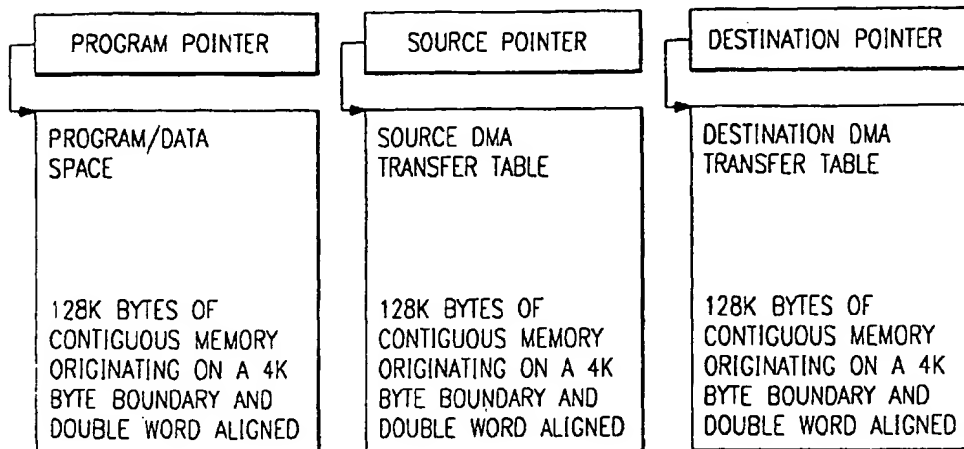 PROGRAM POINTER
PROGRAM/DATA
SPACE
128K BYTES OF
CONTIGUOUS MEMORY
ORIGINATING ON A 4K
BYTE BOUNDARY AND
DOUBLE WORD ALIGNED
SOURCE POINTER
SOURCE DMA
TRANSFER TABLE
128K BYTES OF
CONTIGUOUS MEMORY
ORIGINATING ON A 4K
BYTE BOUNDARY AND
DOUBLE WORD ALIGNED
DESTINATION POINTER
DESTINATION DMA
TRANSFER TABLE
128K BYTES OF
CONTIGUOUS MEMORY
ORIGINATING ON A 4K
BYTE BOUNDARY AND
DOUBLE WORD ALIGNED